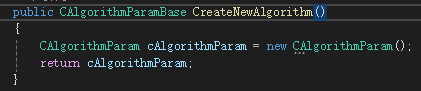 public CAlgorithmParamBase CreateNewAlgorithm()
{
CAlgorithmParam cAlgorithmParam = new CAlgorithmParam();
return cAlgorithmParam;
}